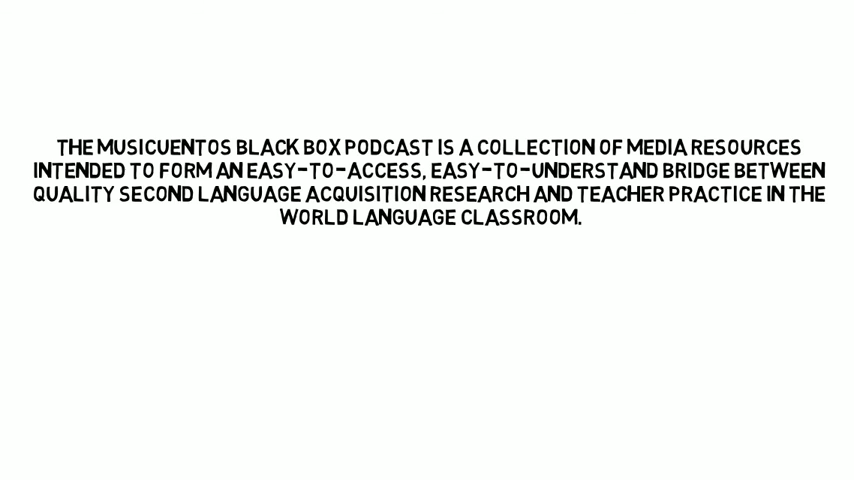 THE MUSICUENTOS BLACK BOX PODCAST IS A COLLECTION OF MEDIA RESOURCES
INTENDED TO FORM AN EASY-TO-ACCESS, EASY-TO-UNDERSTAND BRIDGE BETWEEN
QUALITY SECOND LANGUAGE ACQUISITION RESEARCH AND TEACHER PRACTICE IN THE
WORLD LANGUAGE CLASSROOM.